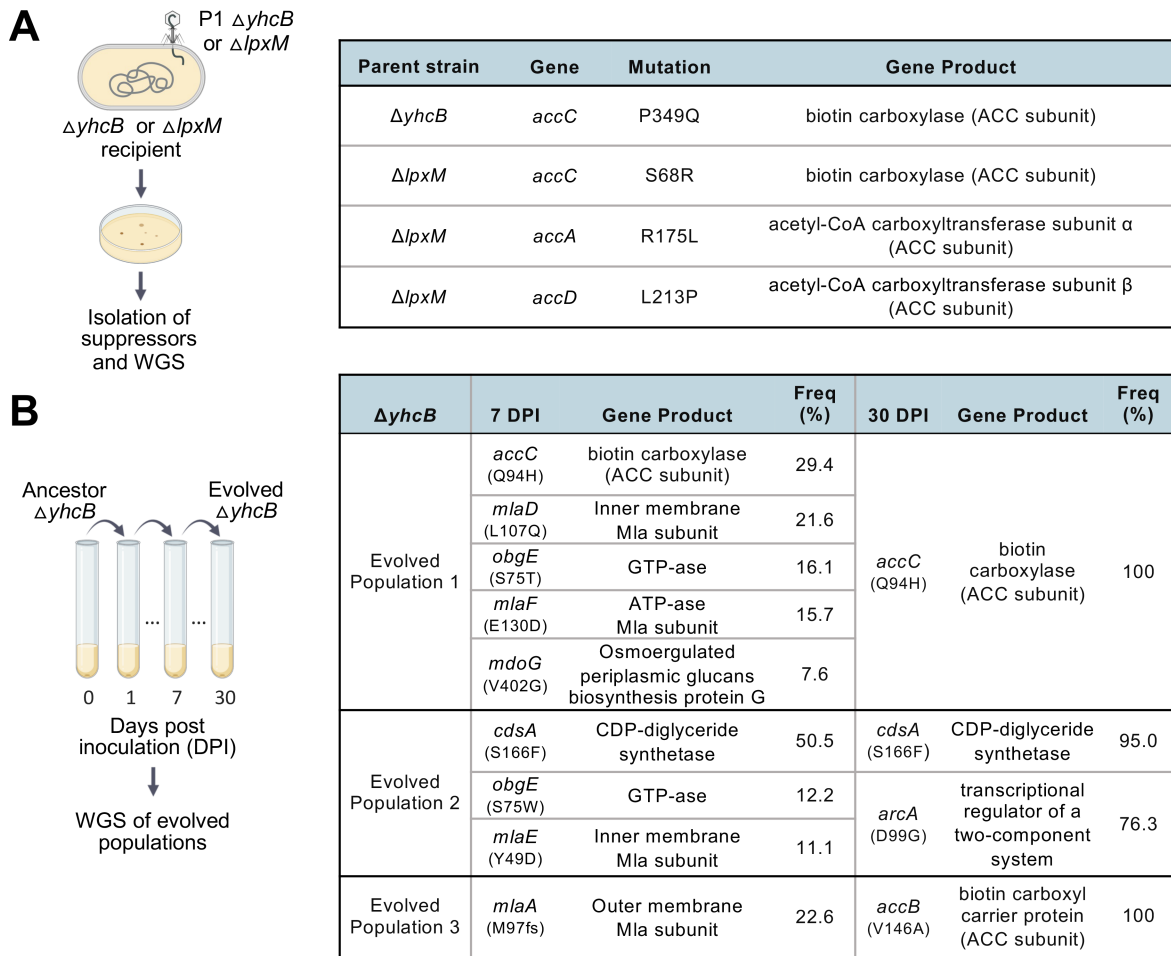 A
P1 ΔyhcB
or ΔlpxM
ΔyhcB or ΔlpxM
recipient
Isolation of
suppressors
and WGS
Parent strain Gene Mutation Gene Product
ΔyhcB accC P349Q biotin carboxylase (ACC subunit)
ΔlpxM accC S68R biotin carboxylase (ACC subunit)
ΔlpxM accA R175L acetyl-CoA carboxyltransferase subunit α
(ACC subunit)
ΔlpxM accD L213P acetyl-CoA carboxyltransferase subunit β
(ACC subunit)
B
Ancestor
ΔyhcB
Evolved
ΔyhcB
... ...
0 1 7 30
Days post
inoculation (DPI)
WGS of evolved
populations
ΔyhcB 7 DPI Gene Product Freq
(%) 30 DPI Gene Product Freq
(%)
Evolved
Population 1
accC
(Q94H)
biotin carboxylase
(ACC subunit)
29.4
mlaD
(L107Q)
Inner membrane
Mla subunit
21.6
obgE
(S75T)
GTP-ase
16.1
mlaF
(E130D)
ATP-ase
Mla subunit
15.7
mdoG
(V402G)
Osmoergulated
periplasmic glucans
biosynthesis protein G
7.6
accC
(Q94H)
biotin
carboxylase
(ACC subunit)
100
Evolved
Population 2
cdsA
(S166F)
CDP-diglyceride
synthetase
50.5
obgE
(S75W)
GTP-ase
12.2
mlaE
(Y49D)
Inner membrane
Mla subunit
11.1
cdsA
(S166F)
CDP-diglyceride
synthetase
95.0
arcA
(D99G)
transcriptional
regulator of a
two-component
system
76.3
Evolved
Population 3
mlaA
(M97fs)
Outer membrane
Mla subunit
22.6
accB
(V146A)
biotin carboxyl
carrier protein
(ACC subunit)
100